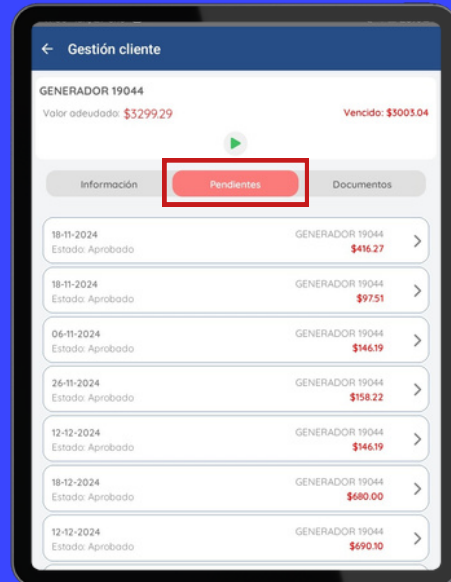 Gestión cliente
GENERADOR 19044
Valor adeudado: $3299.29 Vencido: $3003.04
Información Pendientes Documentos
18-11-2024 GENERADOR 19044
Estado: Aprobado $416.27
18-11-2024 GENERADOR 19044
Estado: Aprobado $97.51
06-11-2024 GENERADOR 19044
Estado: Aprobado $146.19
26-11-2024 GENERADOR 19044
Estado: Aprobado $158.22
12-12-2024 GENERADOR 19044
Estado: Aprobado $146.19
18-12-2024 GENERADOR 19044
Estado: Aprobado $680.00
12-12-2024 GENERADOR 19044
Estado: Aprobado $690.10